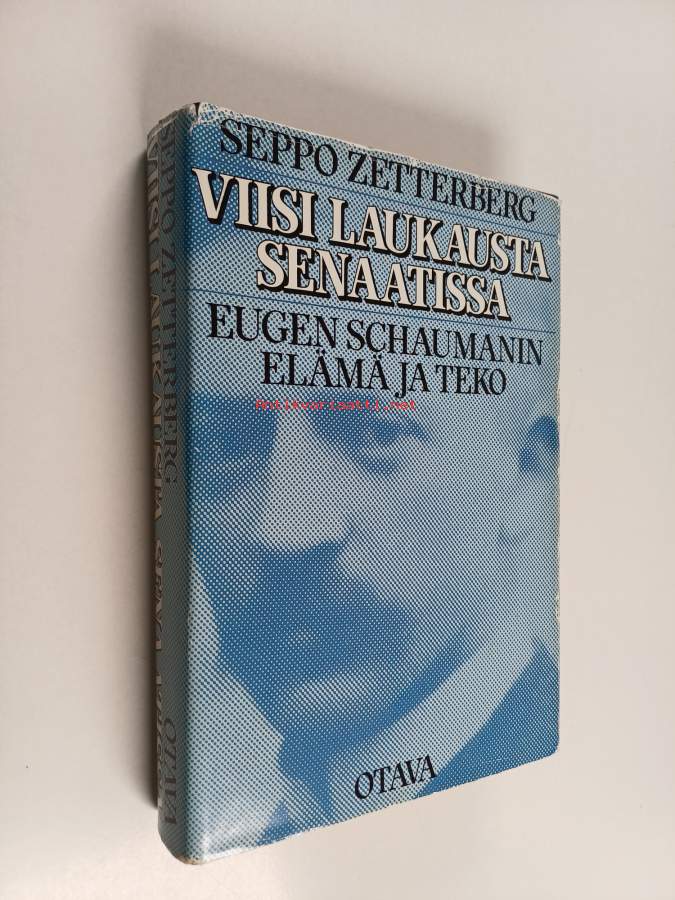 SEPPO ZETTERBERG
VIISI LAUKAUSTA
SENAATISSA
EUGEN SCHAUMANIN
ELÄMÄ JA TEKO
Antikvariaatti.net
OTAVA
SEPPO ZETTERBERG
VIISI LAUKAUSTA SENAATISSA
OTAVA